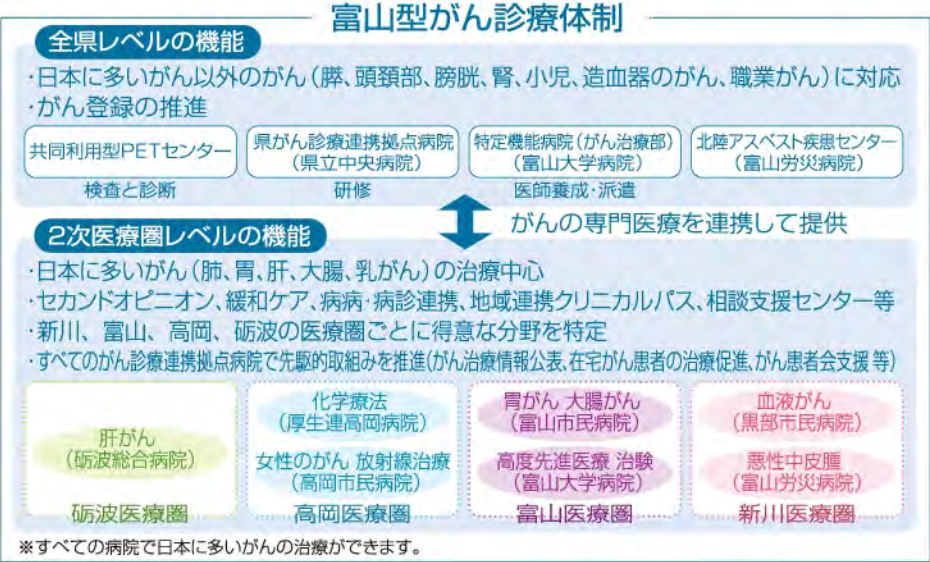 富山型がん診療体制
全県レベルの機能
・日本に多いがん以外のがん(膵、頭頚部、膀胱、腎、小児、造血器のがん、職業がん)に対応
・がん登録の推進
共同利用型PETセンター
検査と診断
県がん診療連携拠点病院
(県立中央病院)
研修
特定機能病院(がん治療部)
(富山大学病院)
医師養成・派遣
北陸アスベスト疾患センター
(富山労災病院)
がんの専門医療を連携して提供
2次医療圏レベルの機能
・日本に多いがん(肺、胃、肝、大腸、乳がん)の治療中心
・セカンドオピニオン、緩和ケア、病病・病診連携、地域連携クリニカルパス、相談支援センター等
・新川、富山、高岡、砺波の医療圏ごとに得意な分野を特定
・すべてのがん診療連携拠点病院で先駆的取組みを推進(がん治療情報公表、在宅がん患者の治療促進、がん患者会支援 等)
肝がん
(砺波総合病院)
砺波医療圏
化学療法
(厚生連高岡病院)
女性のがん 放射線治療
(高岡市民病院)
高岡医療圏
胃がん 大腸がん
(富山市民病院)
高度先進医療 治験
(富山大学病院)
富山医療圏
血液がん
(黒部市民病院)
悪性中皮腫
(富山労災病院)
新川医療圏
※すべての病院で日本に多いがんの治療ができます。